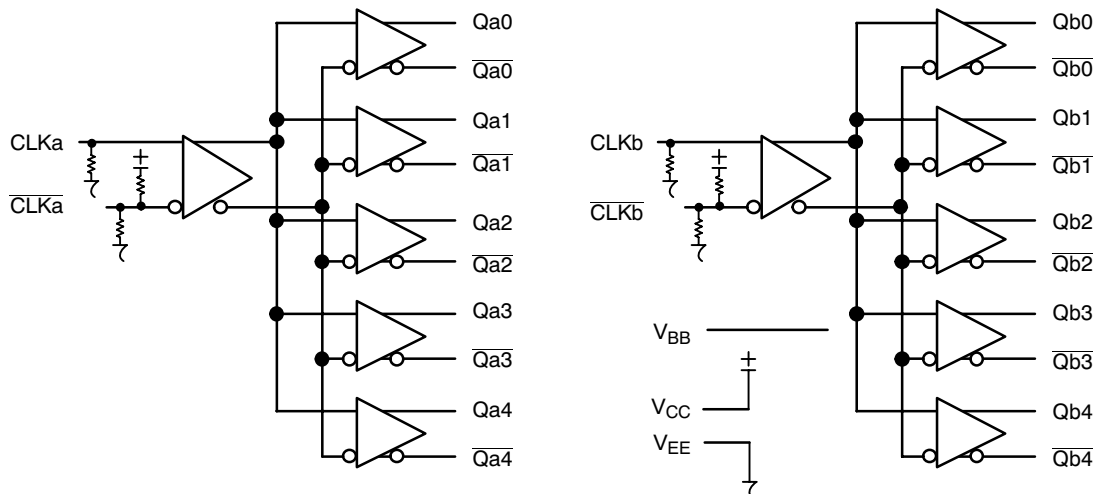 Qa0
Qa0
Qa1
CLKa
Qa1
CLKa
Qa2
Qa2
Qa3
Qa3
Qa4
Qa4
Qb0
Qb0
Qb1
CLKb
Qb1
CLKb
Qb2
Qb2
Qb3
VBB
Qb3
VCC
Qb4
VEE
Qb4